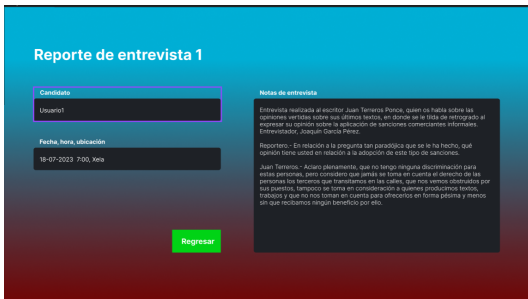 Reporte de entrevista 1
Candidato
Usuario1
Fecha, hora, ubicación
18-07-2023 7:00, Xela
Regresar
Notas de entrevista
Entrevista realizada al escritor Juan Terreros Ponce, quien os habla sobre las
opiniones vertidas sobre sus últimos textos, en donde se le tilda de retrogrado al
expresar su opinión sobre la aplicación de sanciones comerciantes informales.
Entrevistador, Joaquín García Pérez.
Reportero.- En relación a la pregunta tan paradójica que se le ha hecho, qué
opinión tiene usted en relación a la adopción de este tipo de sanciones.
Juan Terreros.- Aclaro plenamente, que no tengo ninguna discriminación para
estas personas, pero considero que jamás se toma en cuenta el derecho de las
personas los terceros que transitamos en las calles, que nos vemos obstruidos por
sus puestos, tampoco se toma en consideración a quienes producimos textos,
trabajos y que no nos toman en cuenta para ofrecerlos en forma pésima y menos
sin que recibamos ningún beneficio por ello.